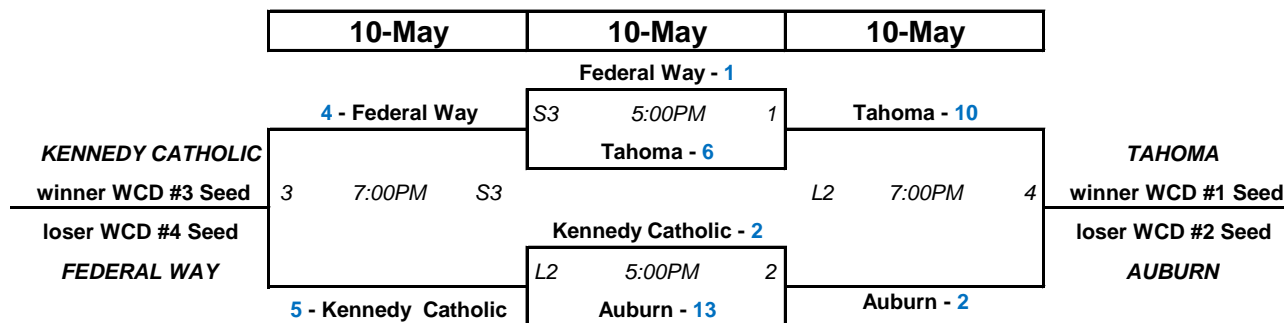 10-May 10-May 10-May
Federal Way - 1
4 - Federal Way S3 5:00PM 1 Tahoma - 10
KENNEDY CATHOLIC Tahoma - 6 TAHOMA
winner WCD #3 Seed 3 7:00PM S3 L2 7:00PM 4 winner WCD #1 Seed
loser WCD #4 Seed Kennedy Catholic - 2 loser WCD #2 Seed
FEDERAL WAY L2 5:00PM 2 AUBURN
5 - Kennedy Catholic Auburn - 13 Auburn - 2